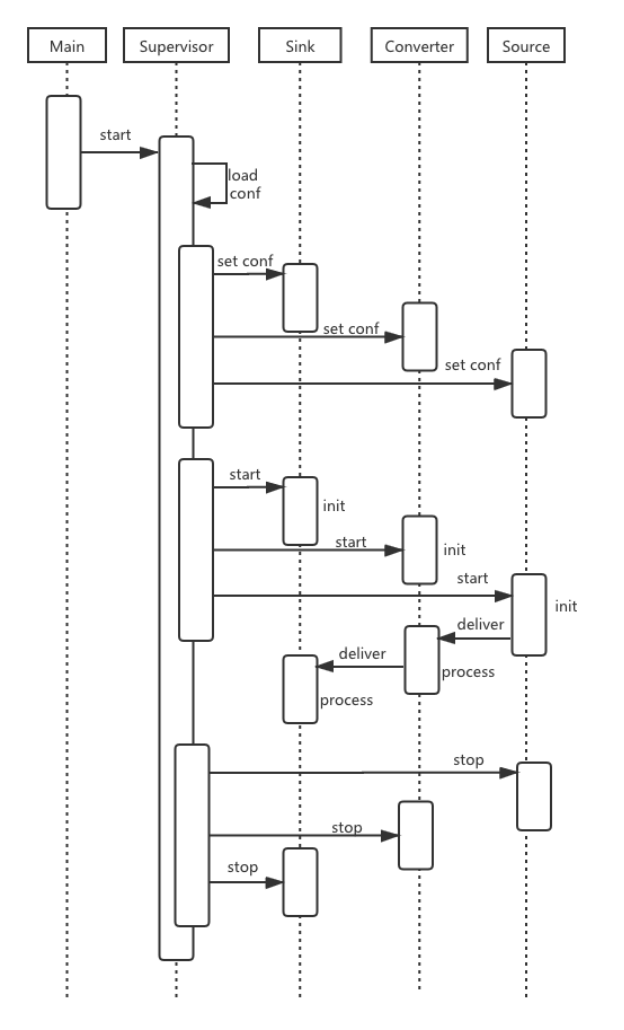 Main
Supervisor
Sink
Converter
Source
start
load
conf
set conf
set conf
set conf
start
init
start
init
start
init
deliver
deliver
process
process
stop
stop
stop